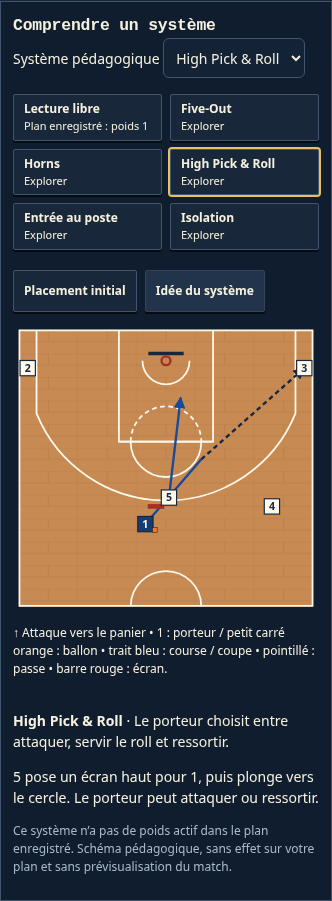 Comprendre un système
Système pédagogique High Pick & Roll
Lecture libre
Plan enregistré : poids 1
Five-Out
Explorer
Horns
Explorer
High Pick & Roll
Explorer
Entrée au poste
Explorer
Isolation
Explorer
Placement initial
Idée du système
2
3
5
4
1
↑ Attaque vers le panier • 1 : porteur / petit carré
orange : ballon • trait bleu : course / coupe • pointillé :
passe • barre rouge : écran.
High Pick & Roll · Le porteur choisit entre
attaquer, servir le roll et ressortir.
5 pose un écran haut pour 1, puis plonge vers
le cercle. Le porteur peut attaquer ou ressortir.
Ce système n’a pas de poids actif dans le plan
enregistré. Schéma pédagogique, sans effet sur votre
plan et sans prévisualisation du match.